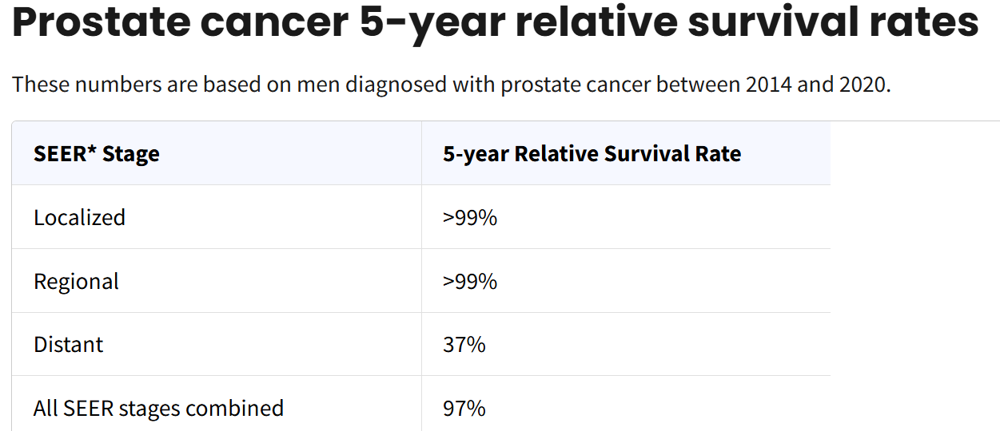 Prostate cancer 5-year relative survival rates
These numbers are based on men diagnosed with prostate cancer between 2014 and 2020.
SEER* Stage 5-year Relative Survival Rate
Localized >99%
Regional >99%
Distant 37%
All SEER stages combined 97%